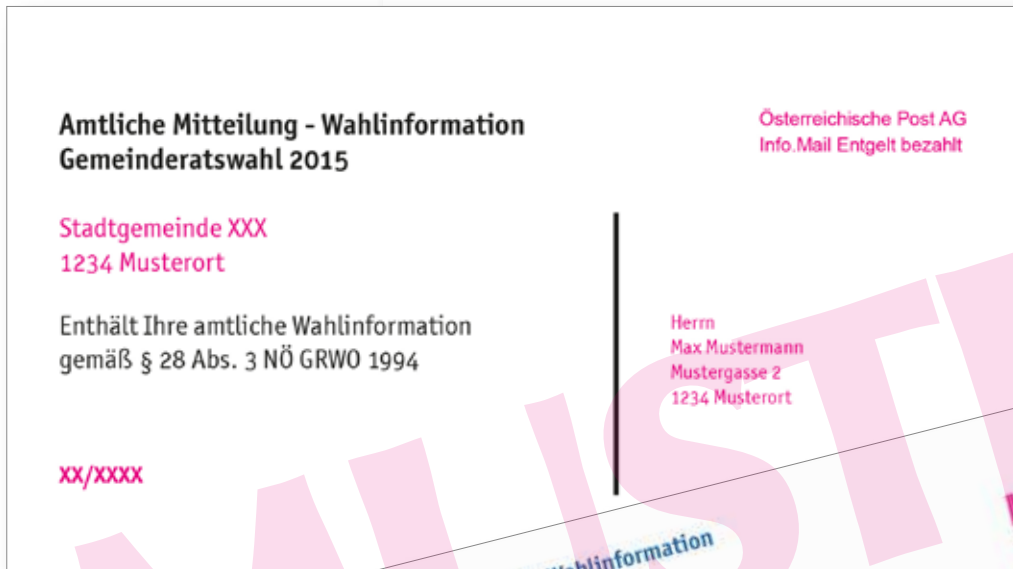 Amtliche Mitteilung - Wahlinformation
Gemeinderatswahl 2015
Österreichische Post AG
Info.Mail Entgelt bezahlt
Stadtgemeinde XXX
1234 Musterort
Enthält Ihre amtliche Wahlinformation
gemäß § 28 Abs. 3 NÖ GRWO 1994
Herrn
Max Mustermann
Mustergasse 2
1234 Musterort
XX/XXXX
Wahlinformation